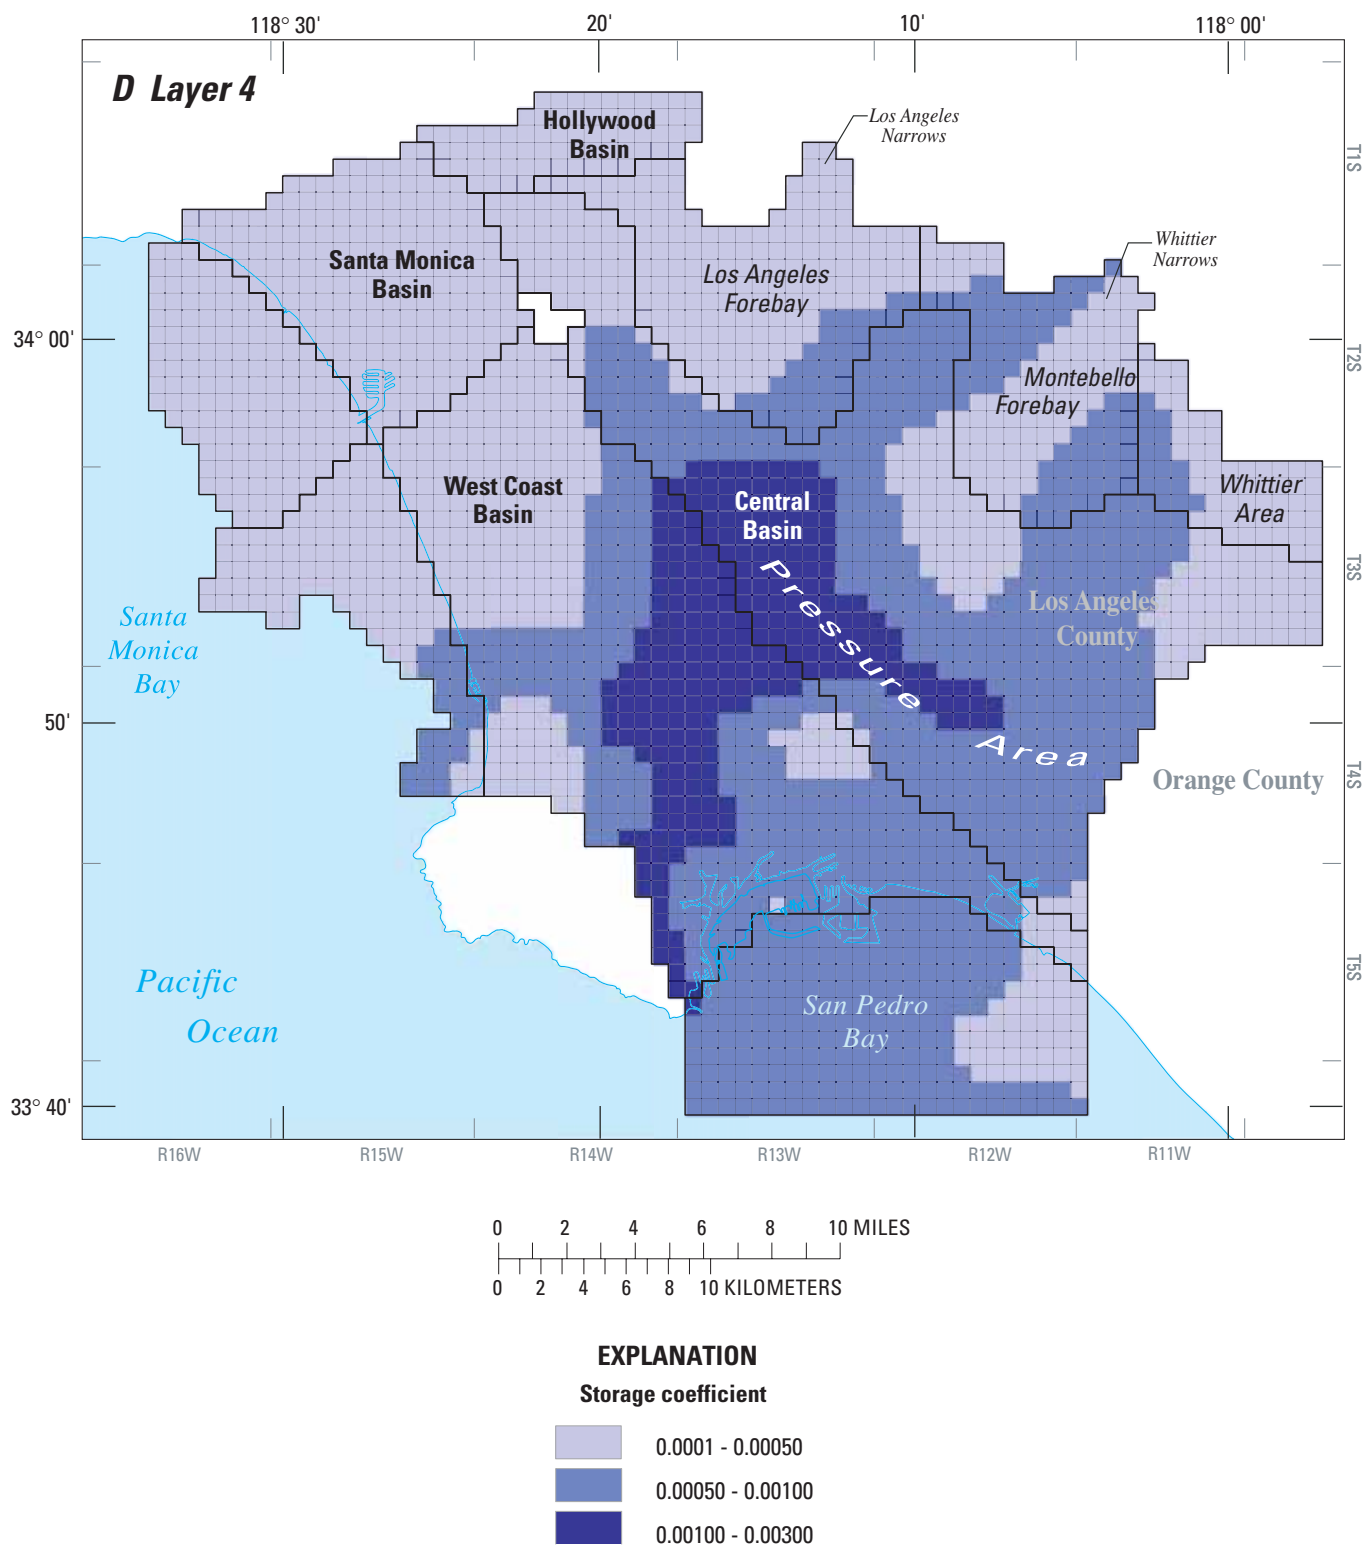 118° 30'
20'
10'
118° 00'
D Layer 4
Hollywood
Basin
Los Angeles
Narrows
T1S
Whittier
Narrows
Santa Monica
Basin
Los Angeles
Forebay
34° 00'
T2S
Montebello
Forebay
West Coast
Basin
Central
Basin
Whittier
Area
Pressure
Area
T3S
Los Angeles
County
Santa
Monica
Bay
50'
Orange County
T4S
Pacific
Ocean
San Pedro
Bay
T5S
33° 40'
R16W
R15W
R14W
R13W
R12W
R11W
0 2 4 6 8 10 MILES
0 2 4 6 8 10 KILOMETERS
EXPLANATION
Storage coefficient
0.0001 - 0.00050
0.00050 - 0.00100
0.00100 - 0.00300